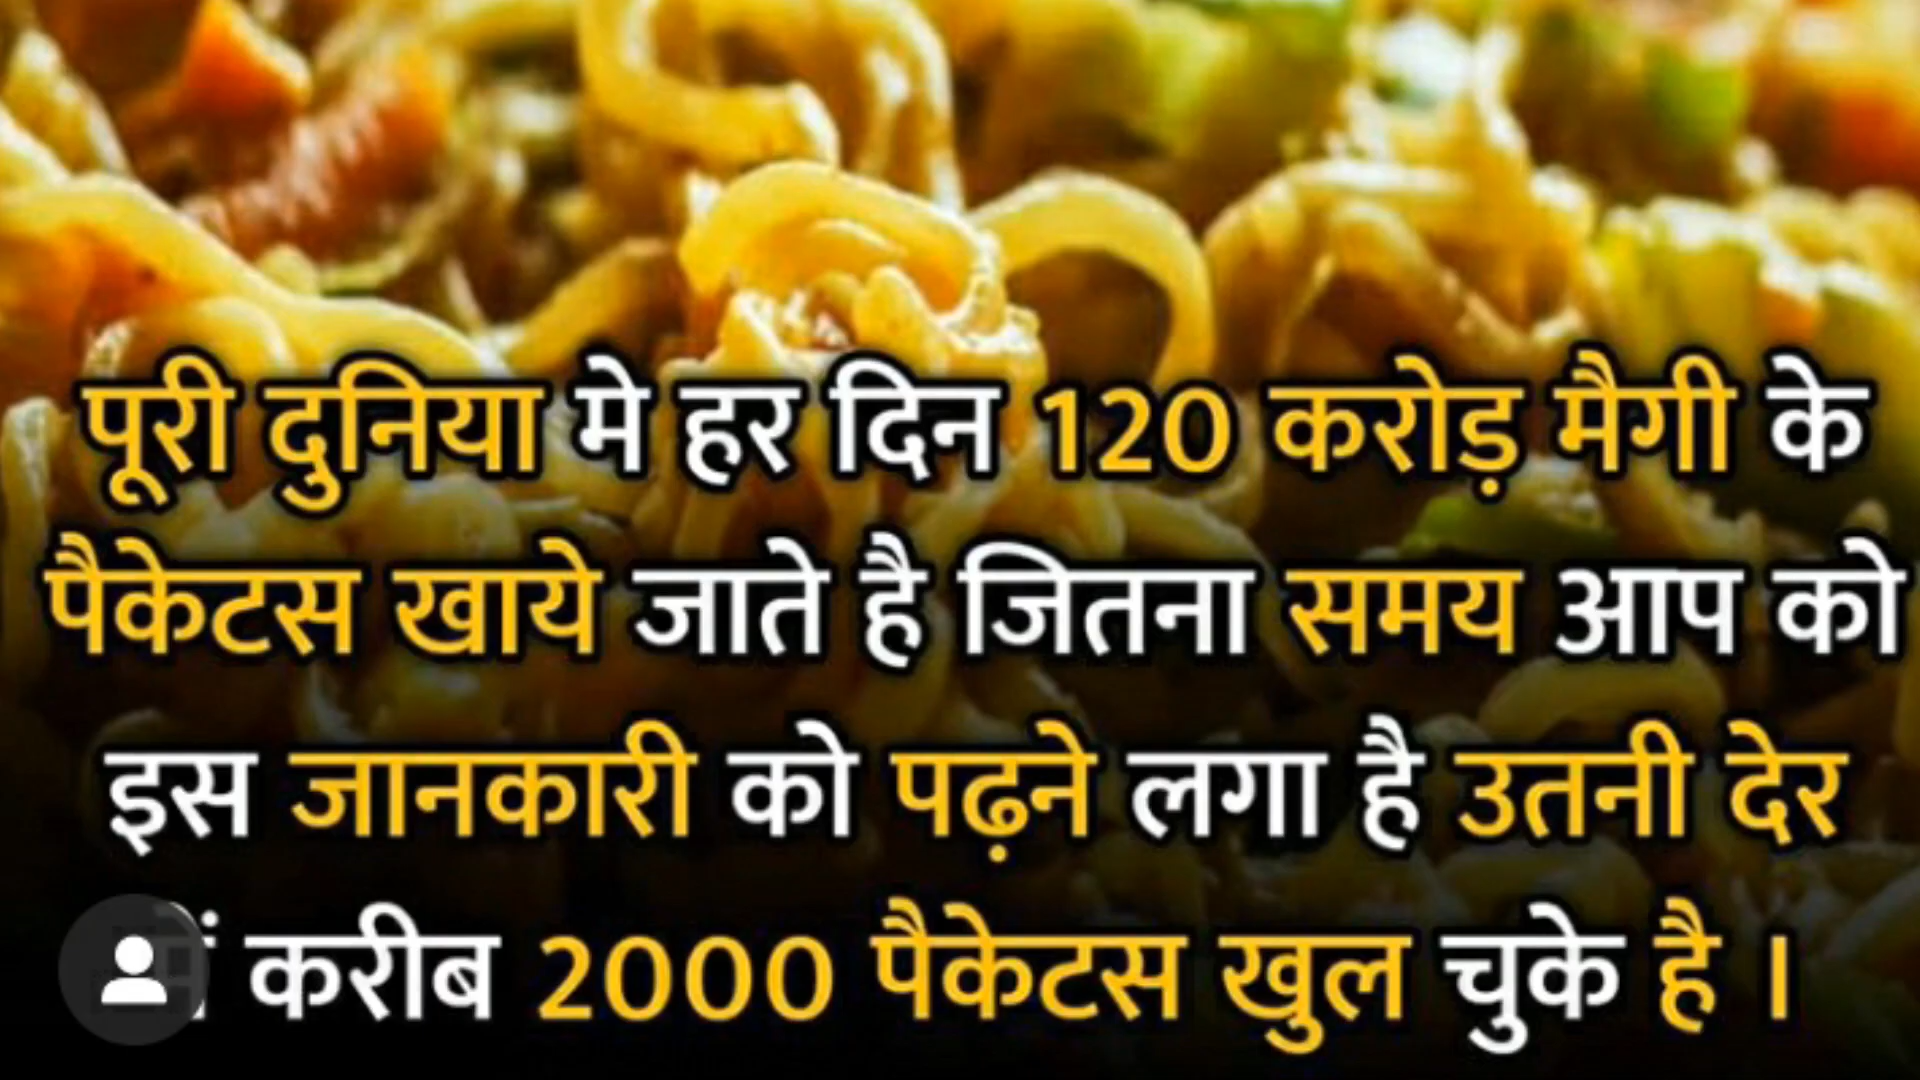 पूरी दुनिया मे हर दिन 120 करोड़ मैगी के
पैकेटस खाये जाते है जितना समय आप को
इस जानकारी को पढ़ने लगा है उतनी देर
करीब 2000 पैकेटस खुल चुके है ।